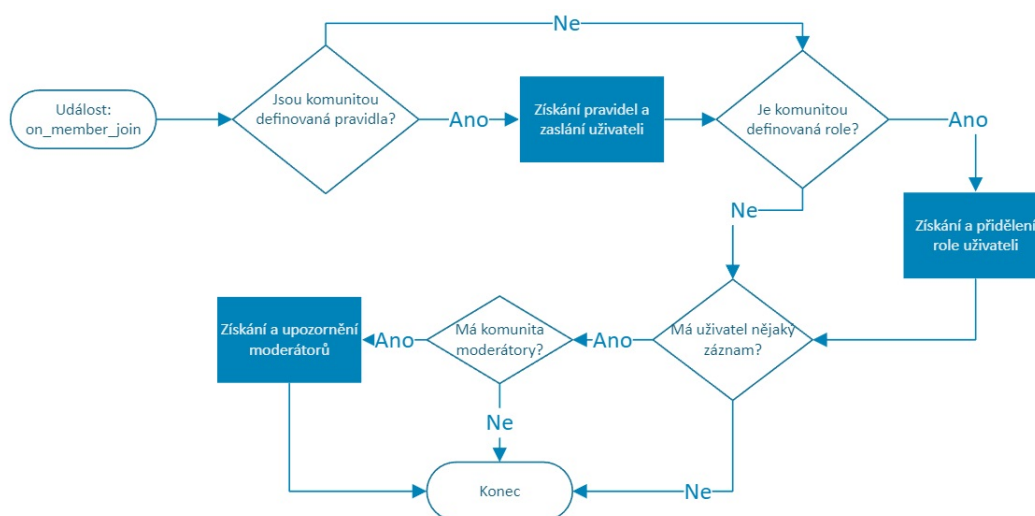 Ne
Událost:
on_member_join
Jsou komunitou
definovaná pravidla?
Ano
Získání pravidel a
zaslání uživateli
Je komunitou
definovaná role?
Ano
Ne
Získání a přidělení
role uživateli
Získání a upozornění
moderátorů
Ano
Má komunita
moderátory?
Ano
Má uživatel nějaký
záznam?
Ne
Konec
Ne